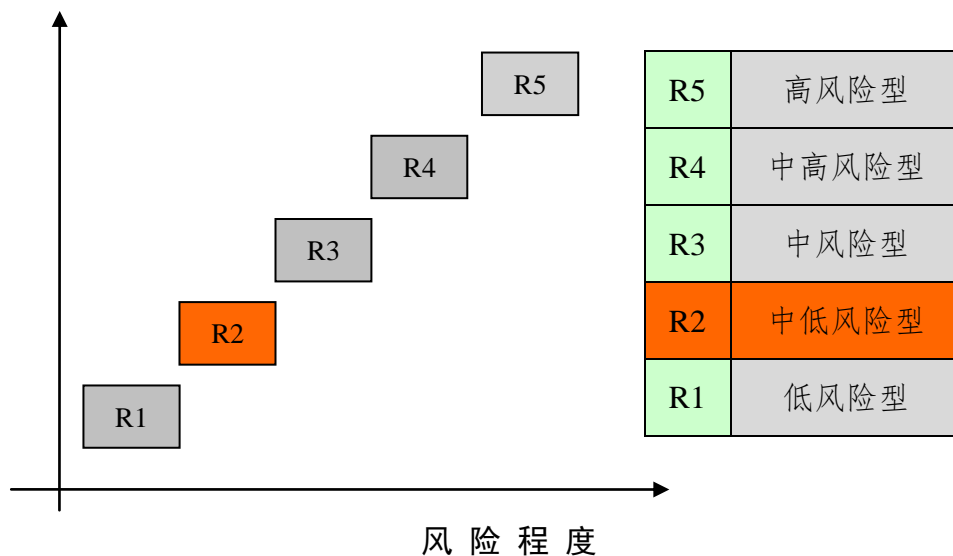 R5
R4
R3
R2
R1
R5 高风险型
R4 中高风险型
R3 中风险型
R2 中低风险型
R1 低风险型
风险程度